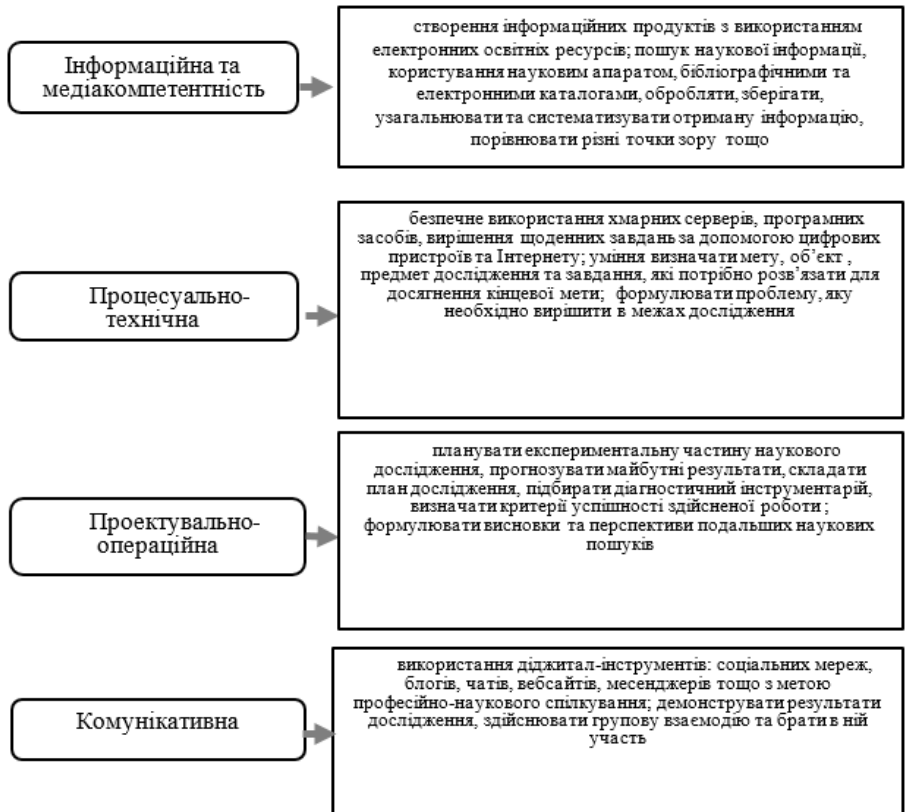 Інформаційна та
медіакомпетентність
створення інформаційних продуктів з використанням
електронних освітніх ресурсів; пошук наукової інформації,
користування науковим апаратом, бібліографічними та
електронними каталогами, обробляти, зберігати,
узагальнювати та систематизувати отриману інформацію,
порівнювати різні точки зору тощо
Процесуально-
технічна
безпечне використання хмарних серверів, програмних
засобів, вирішення щоденних завдань за допомогою цифрових
пристроїв та Інтернету; уміння визначати мету, об'єкт ,
предмет дослідження та завдання, які потрібно розв'язати для
досягнення кінцевої мети; формулювати проблему, яку
необхідно вирішити в межах дослідження
Проектувально-
операційна
планувати експериментальну частину наукового
дослідження, прогнозувати майбутні результати, складати
план дослідження, підбирати діагностичний інструментарій,
визначати критерії успішності здійсненої роботи ;
формулювати висновки та перспективи подальших наукових
пошуків
Комунікативна
використання діджитал-інструментів: соціальних мереж,
блогів, чатів, вебсайтів, месенджерів тощо з метою
професійно-наукового спілкування; демонструвати результати
дослідження, здійснювати групову взаємодію та брати в ній
участь